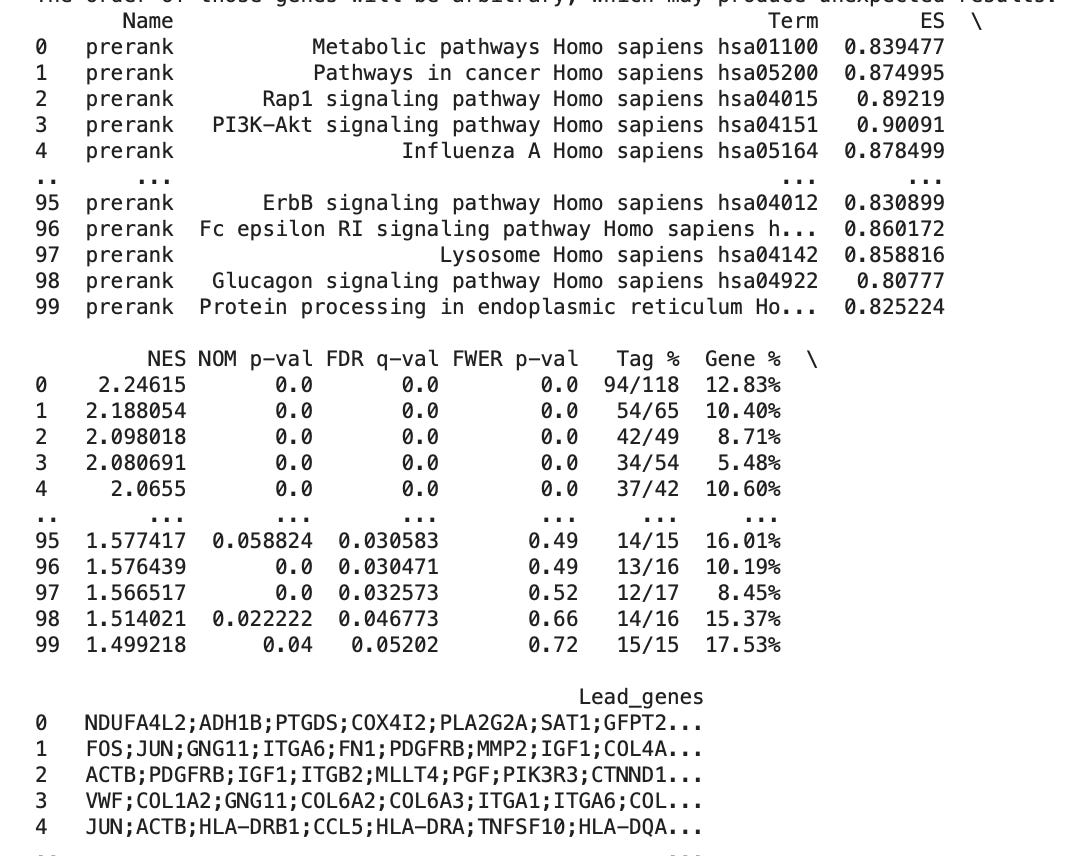 The order of those genes will be arbitrary, which may produce unexpected results.
Name Term ES \
0 prerank Metabolic pathways Homo sapiens hsa01100 0.839477
1 prerank Pathways in cancer Homo sapiens hsa05200 0.874995
2 prerank Rap1 signaling pathway Homo sapiens hsa04015 0.89219
3 prerank PI3K-Akt signaling pathway Homo sapiens hsa04151 0.90091
4 prerank Influenza A Homo sapiens hsa05164 0.878499
.. ... ... ...
95 prerank ErbB signaling pathway Homo sapiens hsa04012 0.830899
96 prerank Fc epsilon RI signaling pathway Homo sapiens h... 0.860172
97 prerank Lysosome Homo sapiens hsa04142 0.858816
98 prerank Glucagon signaling pathway Homo sapiens hsa04922 0.80777
99 prerank Protein processing in endoplasmic reticulum Ho... 0.825224
NES NOM p-val FDR q-val FWER p-val Tag % Gene % \
0 2.24615 0.0 0.0 0.0 94/118 12.83%
1 2.188054 0.0 0.0 0.0 54/65 10.40%
2 2.098018 0.0 0.0 0.0 42/49 8.71%
3 2.080691 0.0 0.0 0.0 34/54 5.48%
4 2.0655 0.0 0.0 0.0 37/42 10.60%
.. ... ... ... ... ... ...
95 1.577417 0.058824 0.030583 0.49 14/15 16.01%
96 1.576439 0.0 0.030471 0.49 13/16 10.19%
97 1.566517 0.0 0.032573 0.52 12/17 8.45%
98 1.514021 0.022222 0.046773 0.66 14/16 15.37%
99 1.499218 0.04 0.05202 0.72 15/15 17.53%
Lead_genes
0 NDUFA4L2;ADH1B;PTGDS;COX4I2;PLA2G2A;SAT1;GFPT2...
1 FOS;JUN;GNG11;ITGA6;FN1;PDGFRB;MMP2;IGF1;COL4A...
2 ACTB;PDGFRB;IGF1;ITGB2;MLLT4;PGF;PIK3R3;CTNND1...
3 VWF;COL1A2;GNG11;COL6A2;COL6A3;ITGA1;ITGA6;COL...
4 JUN;ACTB;HLA-DRB1;CCL5;HLA-DRA;TNFSF10;HLA-DQA...
.. ...